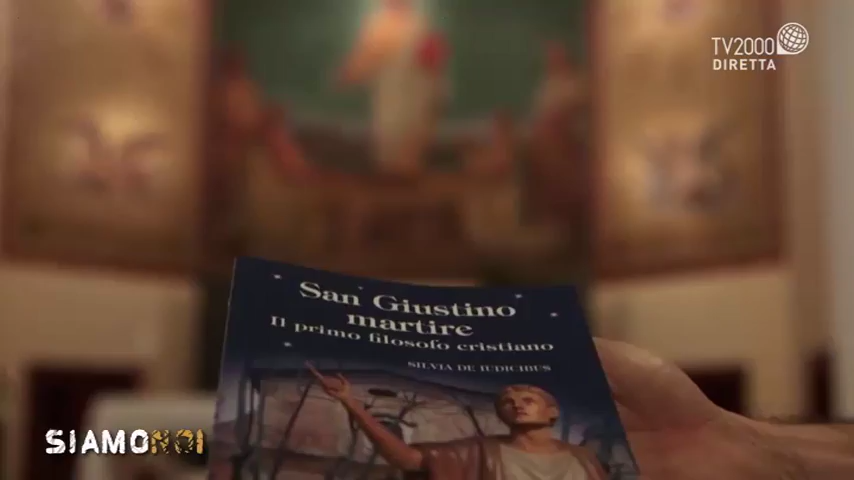 TV2000
DIRETTA
San Giustino
martire
Il primo filosofo cristiano
SILVIA DE IUDICIBUS
SIAMONOI